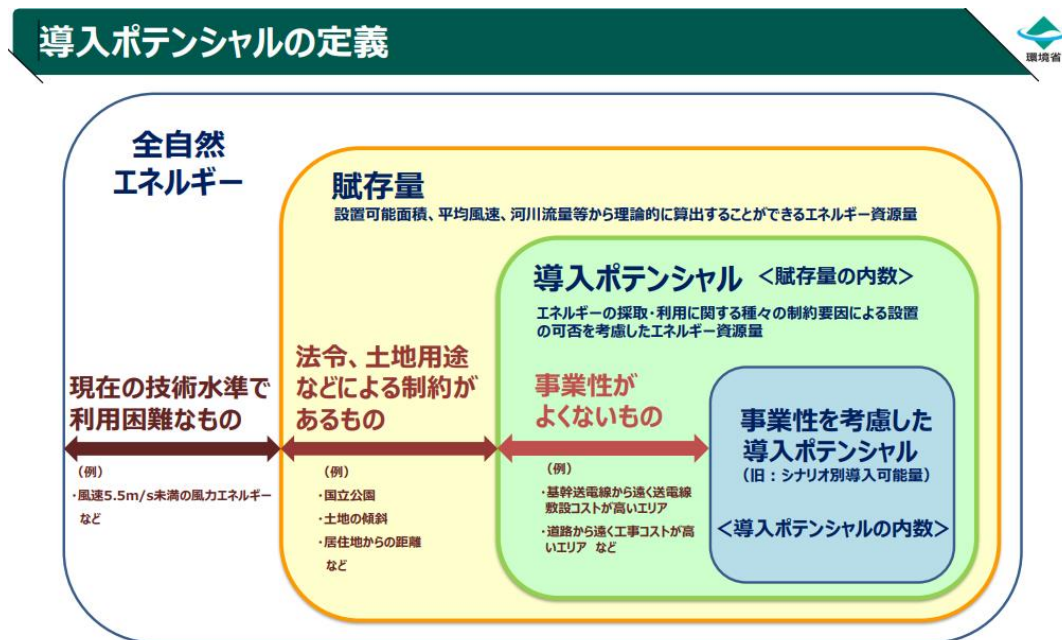 導入ポテンシャルの定義
環境省
全自然
エネルギー
賦存量
設置可能面積、平均風速、河川流量等から理論的に算出することができるエネルギー資源量
導入ポテンシャル <賦存量の内数>
エネルギーの採取・利用に関する種々の制約要因による設置
の可否を考慮したエネルギー資源量
現在の技術水準で
利用困難なもの
(例)
・風速5.5m/s未満の風力エネルギー
など
法令、土地用途
などによる制約が
あるもの
(例)
・国立公園
・土地の傾斜
・居住地からの距離
など
事業性が
よくないもの
(例)
・基幹送電線から遠く送電線
敷設コストが高いエリア
・道路から遠く工事コストが高
いエリア など
事業性を考慮した
導入ポテンシャル
(旧:シナリオ別導入可能量)
<導入ポテンシャルの内数>